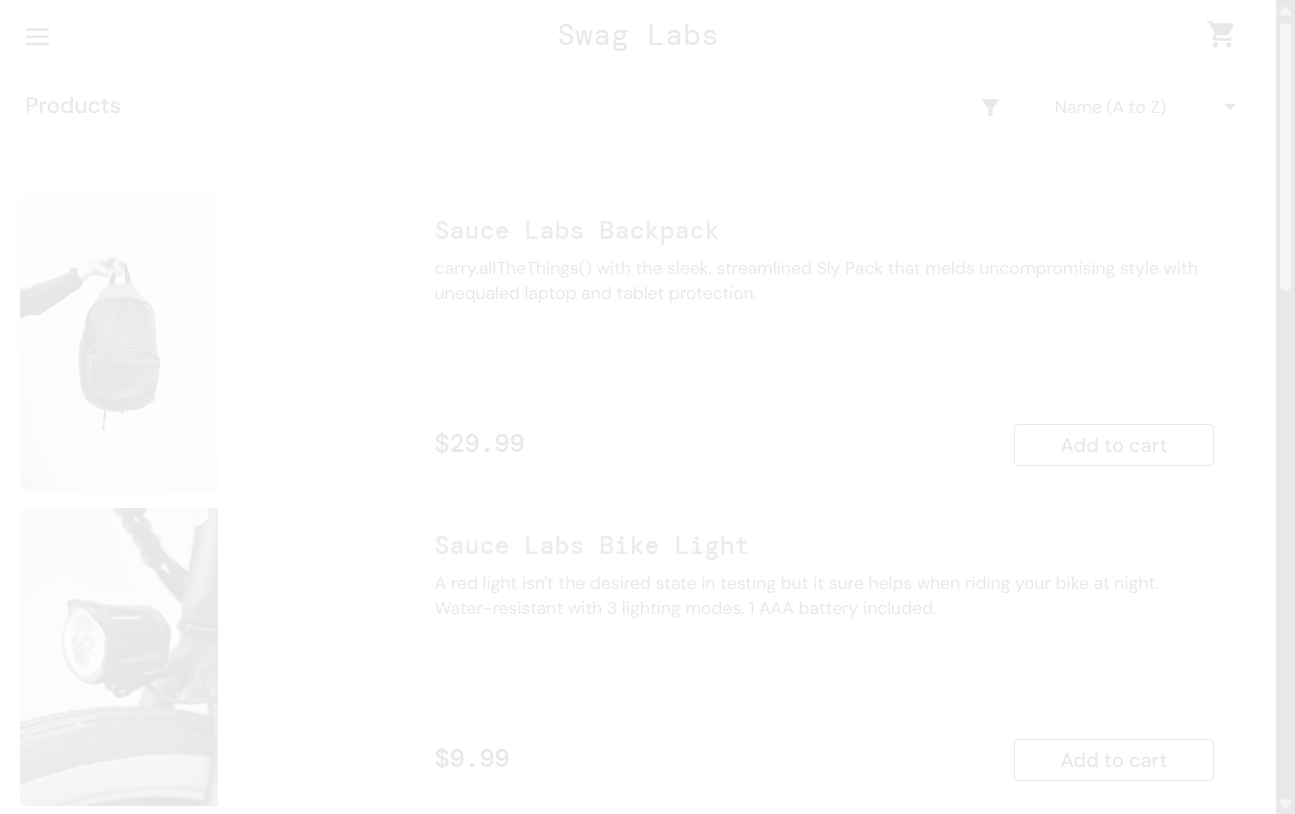 Swag Labs
Products
Name (A to Z)
Sauce Labs Backpack
carry.allTheThings() with the sleek, streamlined Sly Pack that melds uncompromising style with
unequaled laptop and tablet protection.
$29.99
Add to cart
Sauce Labs Bike Light
A red light isn't the desired state in testing but it sure helps when riding your bike at night.
Water-resistant with 3 lighting modes, 1 AAA battery included.
$9.99
Add to cart